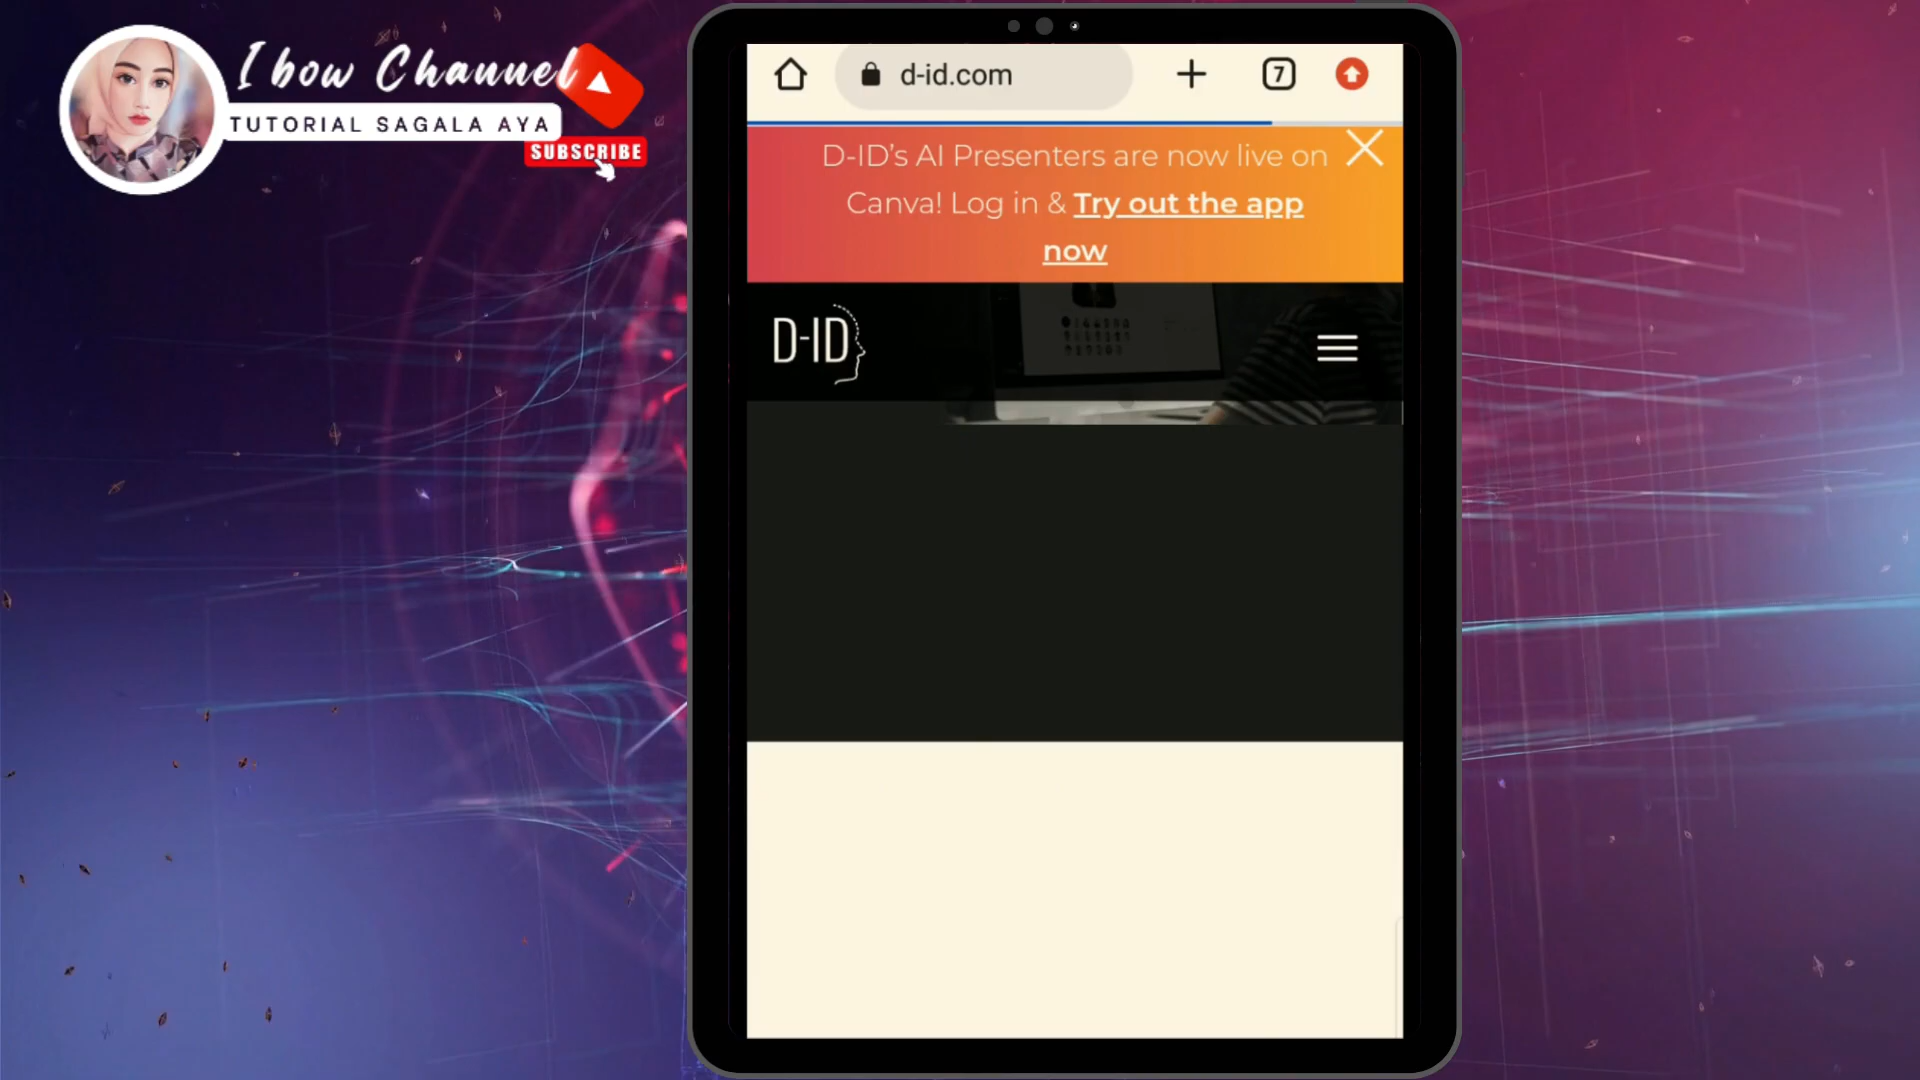 I bow Channel
TUTORIAL SAGALA AYA
SUBSCRIBE
d-id.com
7
D-ID’s AI Presenters are now live on
Canva! Log in & Try out the app
now
D-ID